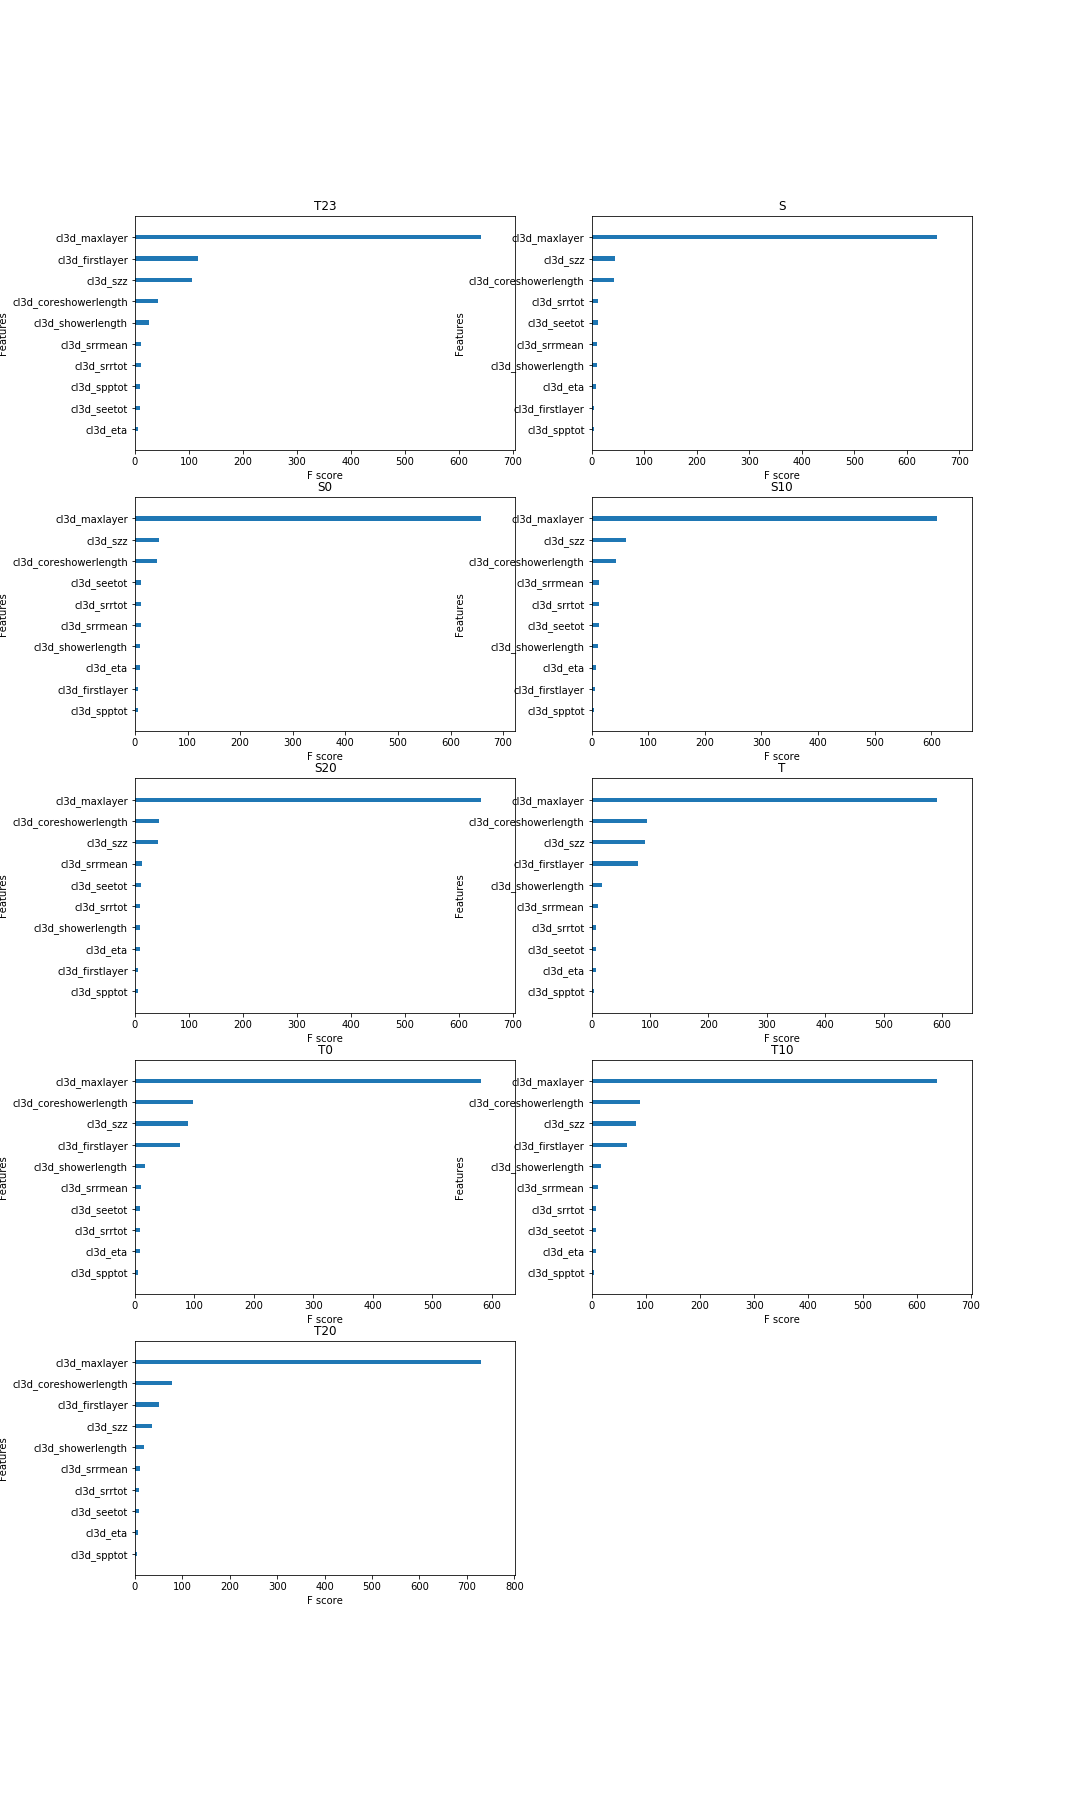 T23
cl3d_maxlayer
cl3d_firstlayer
cl3d_szz
cl3d_coreshowerlength
cl3d_showerlength
cl3d_srrmean
cl3d_srrtot
cl3d_spptot
cl3d_seetot
cl3d_eta
Features
0 100 200 300 400 500 600 700
F score
S
cl3d_maxlayer
cl3d_szz
cl3d_coreshowerlength
cl3d_srrtot
cl3d_seetot
cl3d_srrmean
cl3d_showerlength
cl3d_eta
cl3d_firstlayer
cl3d_spptot
Features
0 100 200 300 400 500 600 700
F score
S0
cl3d_maxlayer
cl3d_szz
cl3d_coreshowerlength
cl3d_seetot
cl3d_srrtot
cl3d_srrmean
cl3d_showerlength
cl3d_eta
cl3d_firstlayer
cl3d_spptot
Features
0 100 200 300 400 500 600 700
F score
S10
cl3d_maxlayer
cl3d_szz
cl3d_coreshowerlength
cl3d_srrmean
cl3d_srrtot
cl3d_seetot
cl3d_showerlength
cl3d_eta
cl3d_firstlayer
cl3d_spptot
Features
0 100 200 300 400 500 600
F score
S20
cl3d_maxlayer
cl3d_coreshowerlength
cl3d_szz
cl3d_srrmean
cl3d_seetot
cl3d_srrtot
cl3d_showerlength
cl3d_eta
cl3d_firstlayer
cl3d_spptot
Features
0 100 200 300 400 500 600 700
F score
T
cl3d_maxlayer
cl3d_coreshowerlength
cl3d_szz
cl3d_firstlayer
cl3d_showerlength
cl3d_srrmean
cl3d_srrtot
cl3d_seetot
cl3d_eta
cl3d_spptot
Features
0 100 200 300 400 500 600
F score
T0
cl3d_maxlayer
cl3d_coreshowerlength
cl3d_szz
cl3d_firstlayer
cl3d_showerlength
cl3d_srrmean
cl3d_seetot
cl3d_srrtot
cl3d_eta
cl3d_spptot
Features
0 100 200 300 400 500 600
F score
T10
cl3d_maxlayer
cl3d_coreshowerlength
cl3d_szz
cl3d_firstlayer
cl3d_showerlength
cl3d_srrmean
cl3d_srrtot
cl3d_seetot
cl3d_eta
cl3d_spptot
Features
0 100 200 300 400 500 600 700
F score
T20
cl3d_maxlayer
cl3d_coreshowerlength
cl3d_firstlayer
cl3d_szz
cl3d_showerlength
cl3d_srrmean
cl3d_srrtot
cl3d_seetot
cl3d_eta
cl3d_spptot
Features
0 100 200 300 400 500 600 700 800
F score